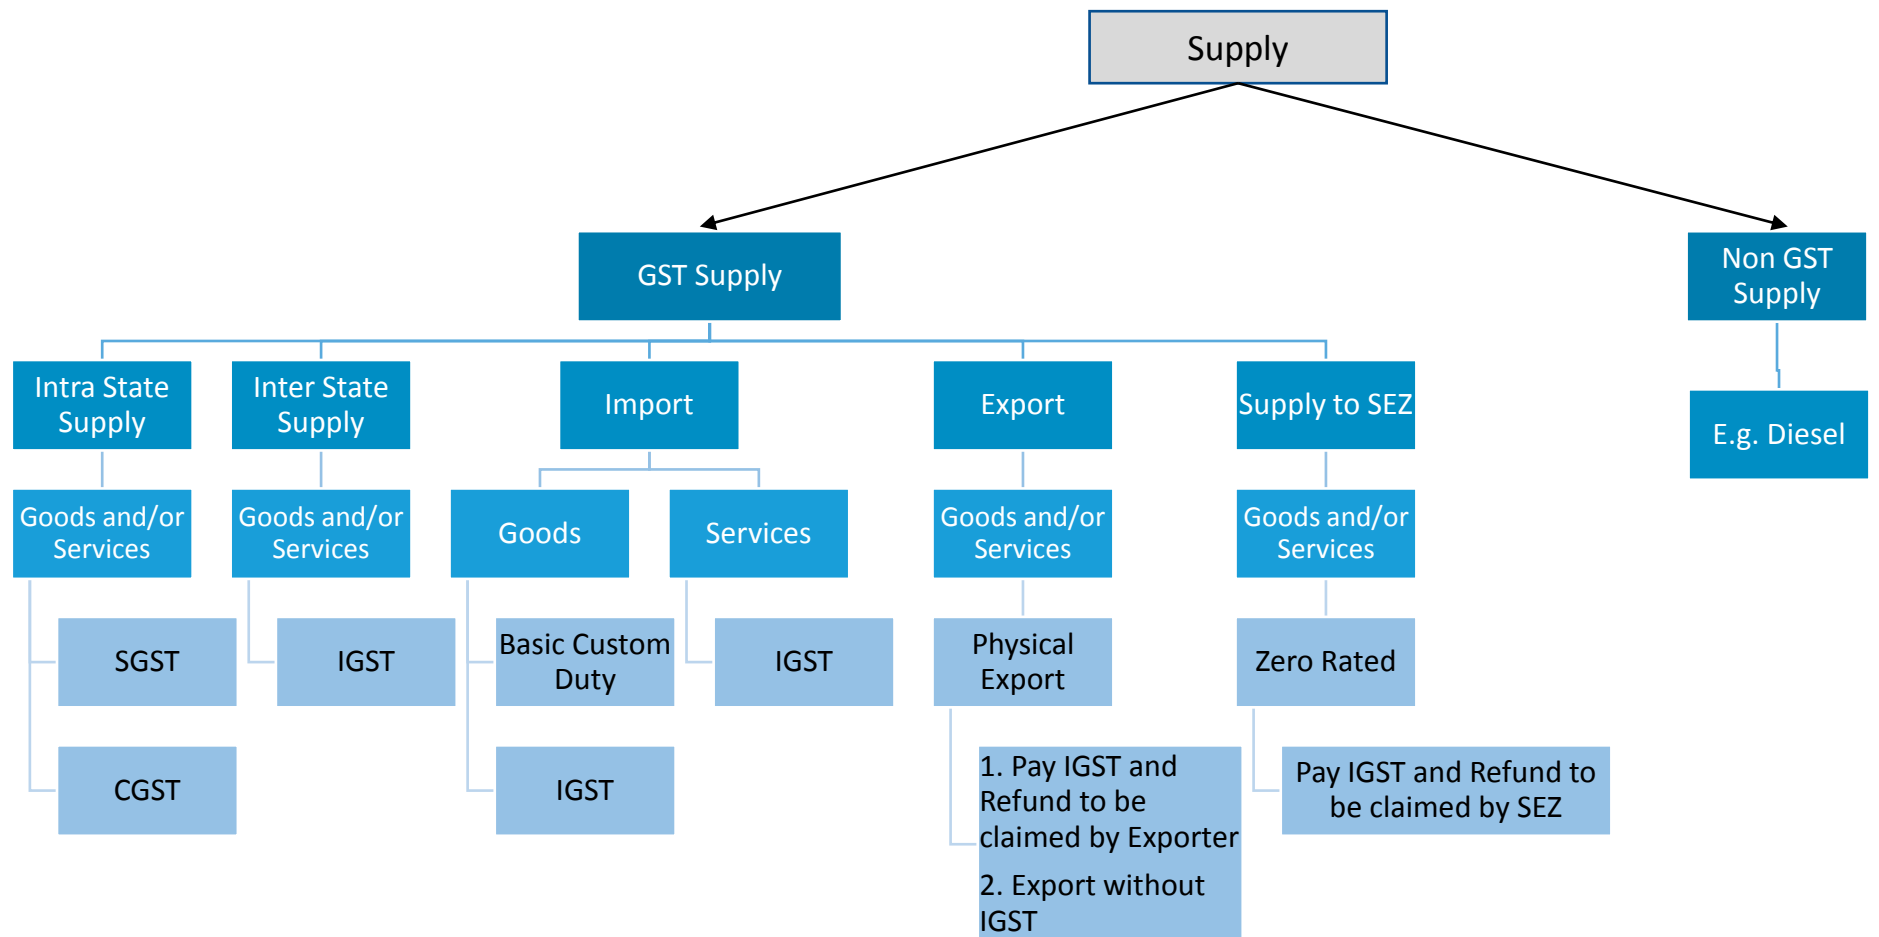 Supply
GST Supply
Non GST
Supply
Intra State
Supply
Inter State
Supply
Import
Export
Supply to SEZ
E.g. Diesel
Goods and/or
Services
Goods and/or
Services
Goods
Services
Goods and/or
Services
Goods and/or
Services
SGST
IGST
Basic Custom
Duty
IGST
Physical
Export
Zero Rated
CGST
IGST
1. Pay IGST and
Refund to be
claimed by Exporter
2. Export without
IGST
Pay IGST and Refund to
be claimed by SEZ